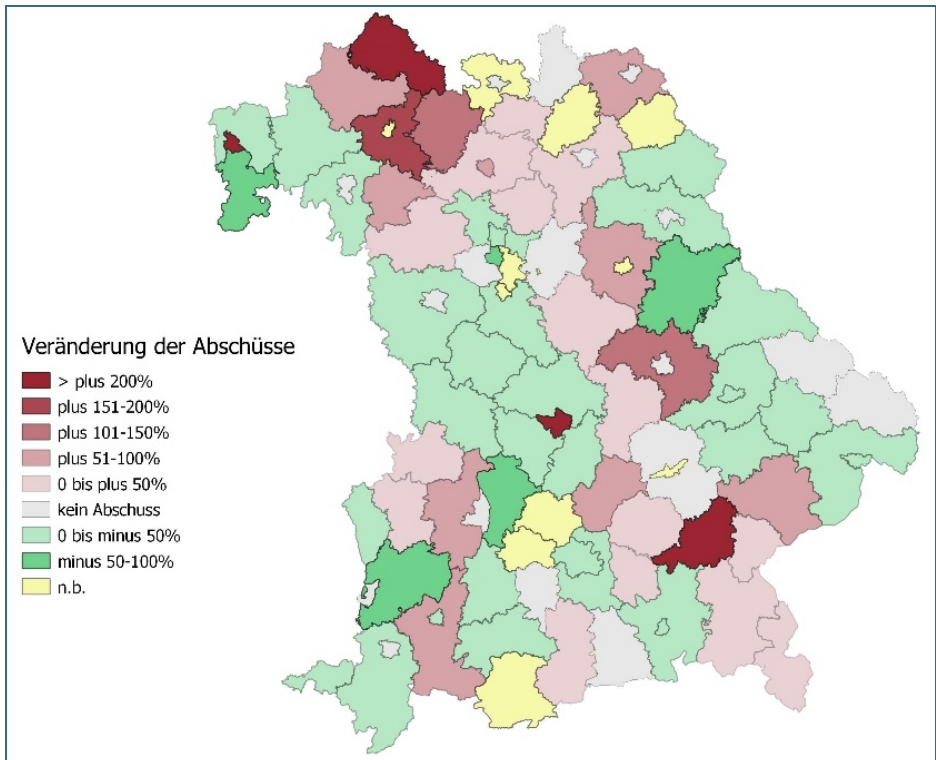 Veränderung der Abschüsse
> plus 200%
plus 151-200%
plus 101-150%
plus 51-100%
0 bis plus 50%
kein Abschuss
0 bis minus 50%
minus 50-100%
n.b.